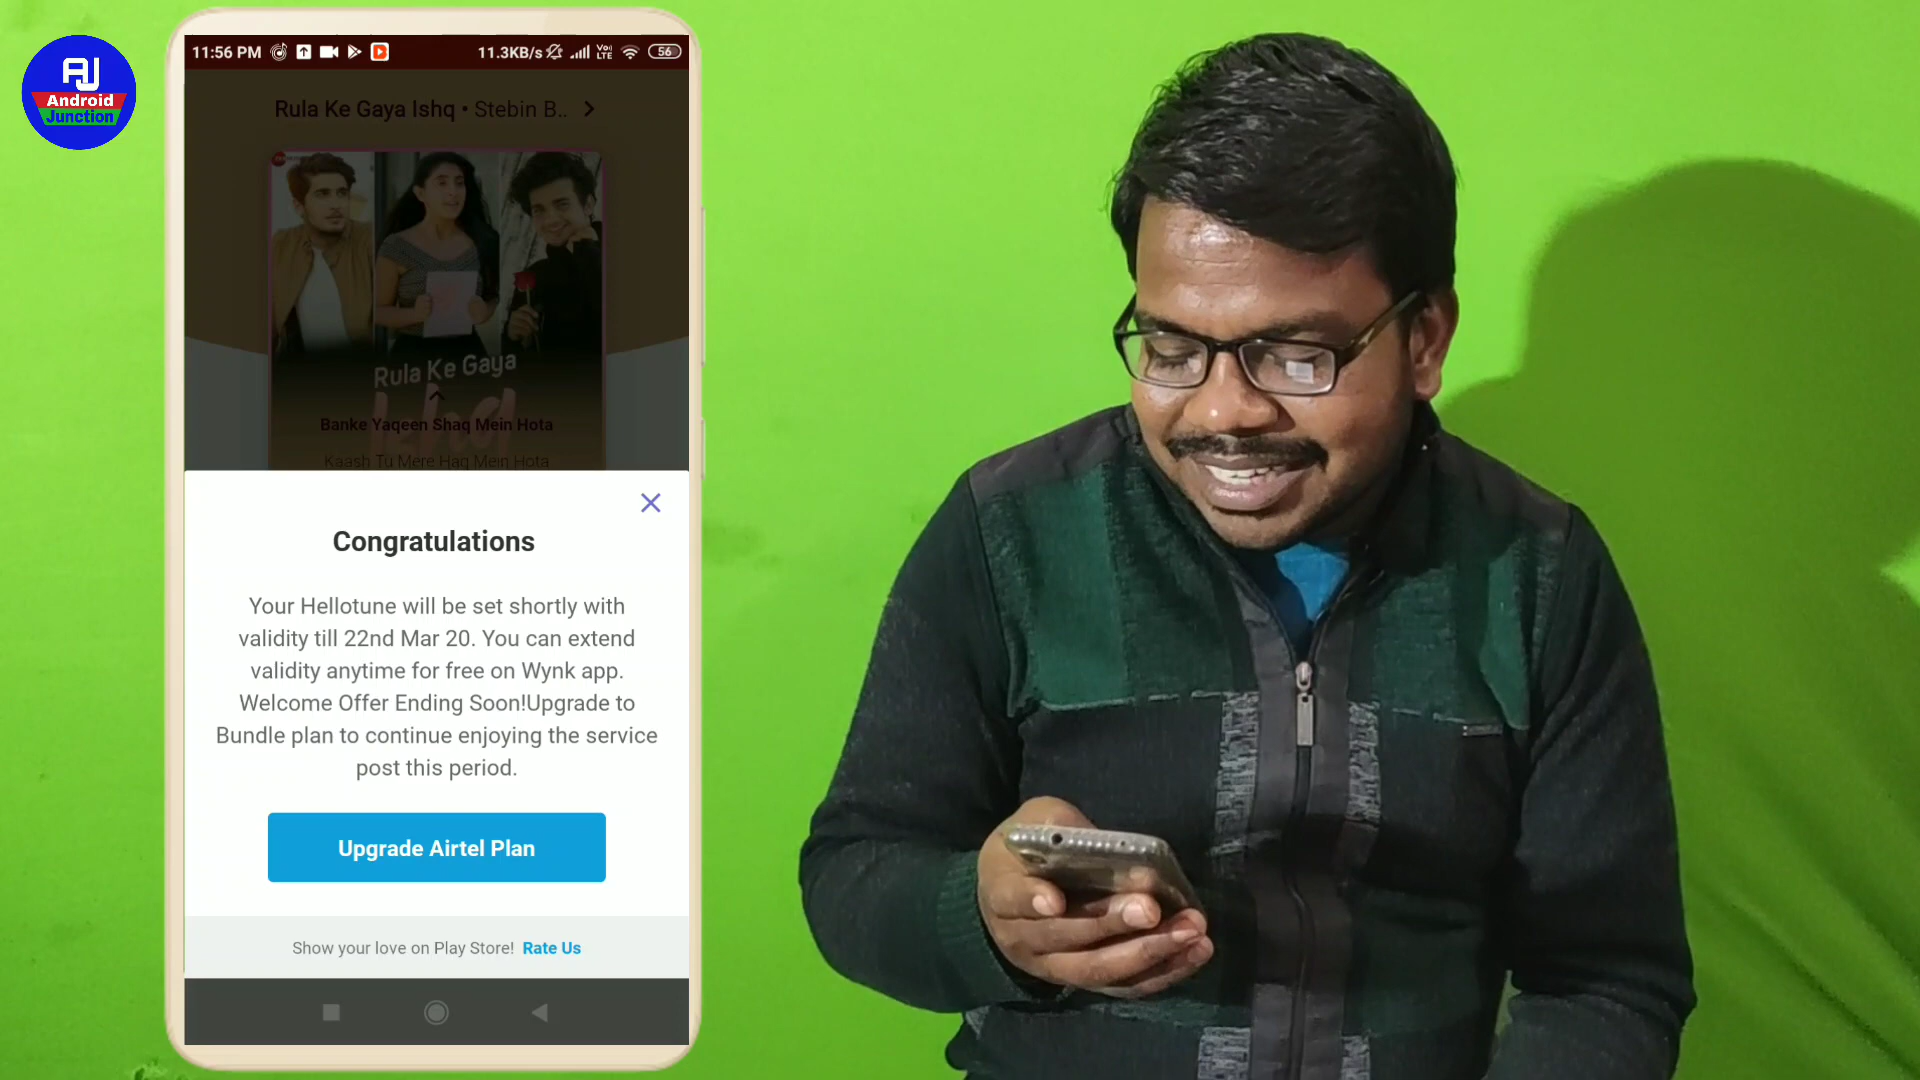 AJ
Android
Junction
11:56 PM
11.3KB/s
Vo)
LTE
56
Rula Ke Gaya Ishq • Stebin B..
Rula Ke Gaya
Ishq
Banke Yaqeen Shaq Mein Hota
Kaash Tu Mere Haq Mein Hota
Congratulations
Your Hellotune will be set shortly with
validity till 22nd Mar 20. You can extend
validity anytime for free on Wynk app.
Welcome Offer Ending Soon!Upgrade to
Bundle plan to continue enjoying the service
post this period.
Upgrade Airtel Plan
Show your love on Play Store! Rate Us